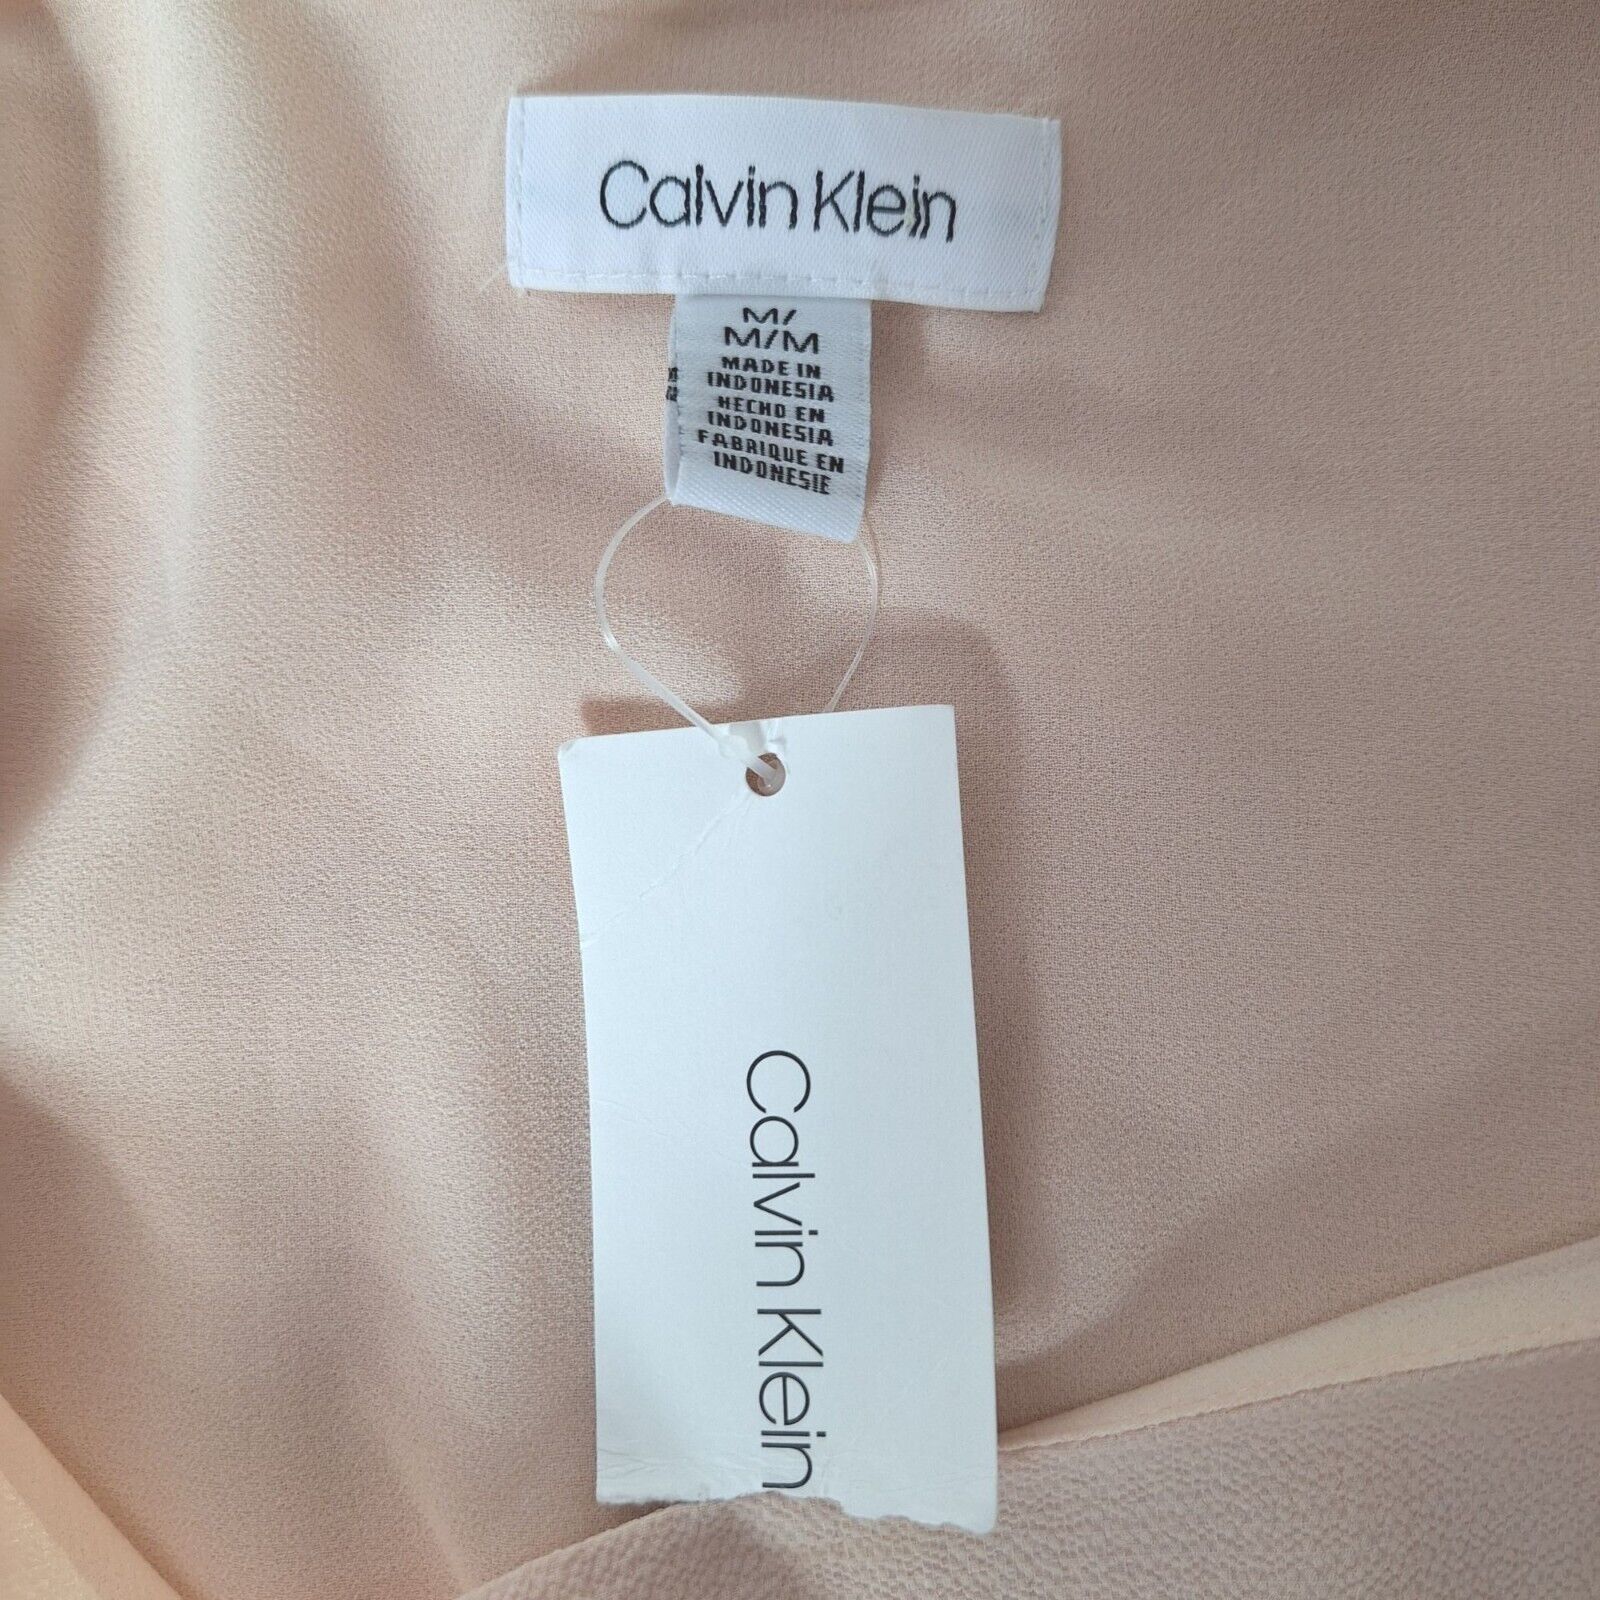 Calvin Klein
M/
M/M
MADE IN
INDONESIA
HECHO EN
INDONESIA
FABRIQUE EN
INDONESIE
Calvin Klein